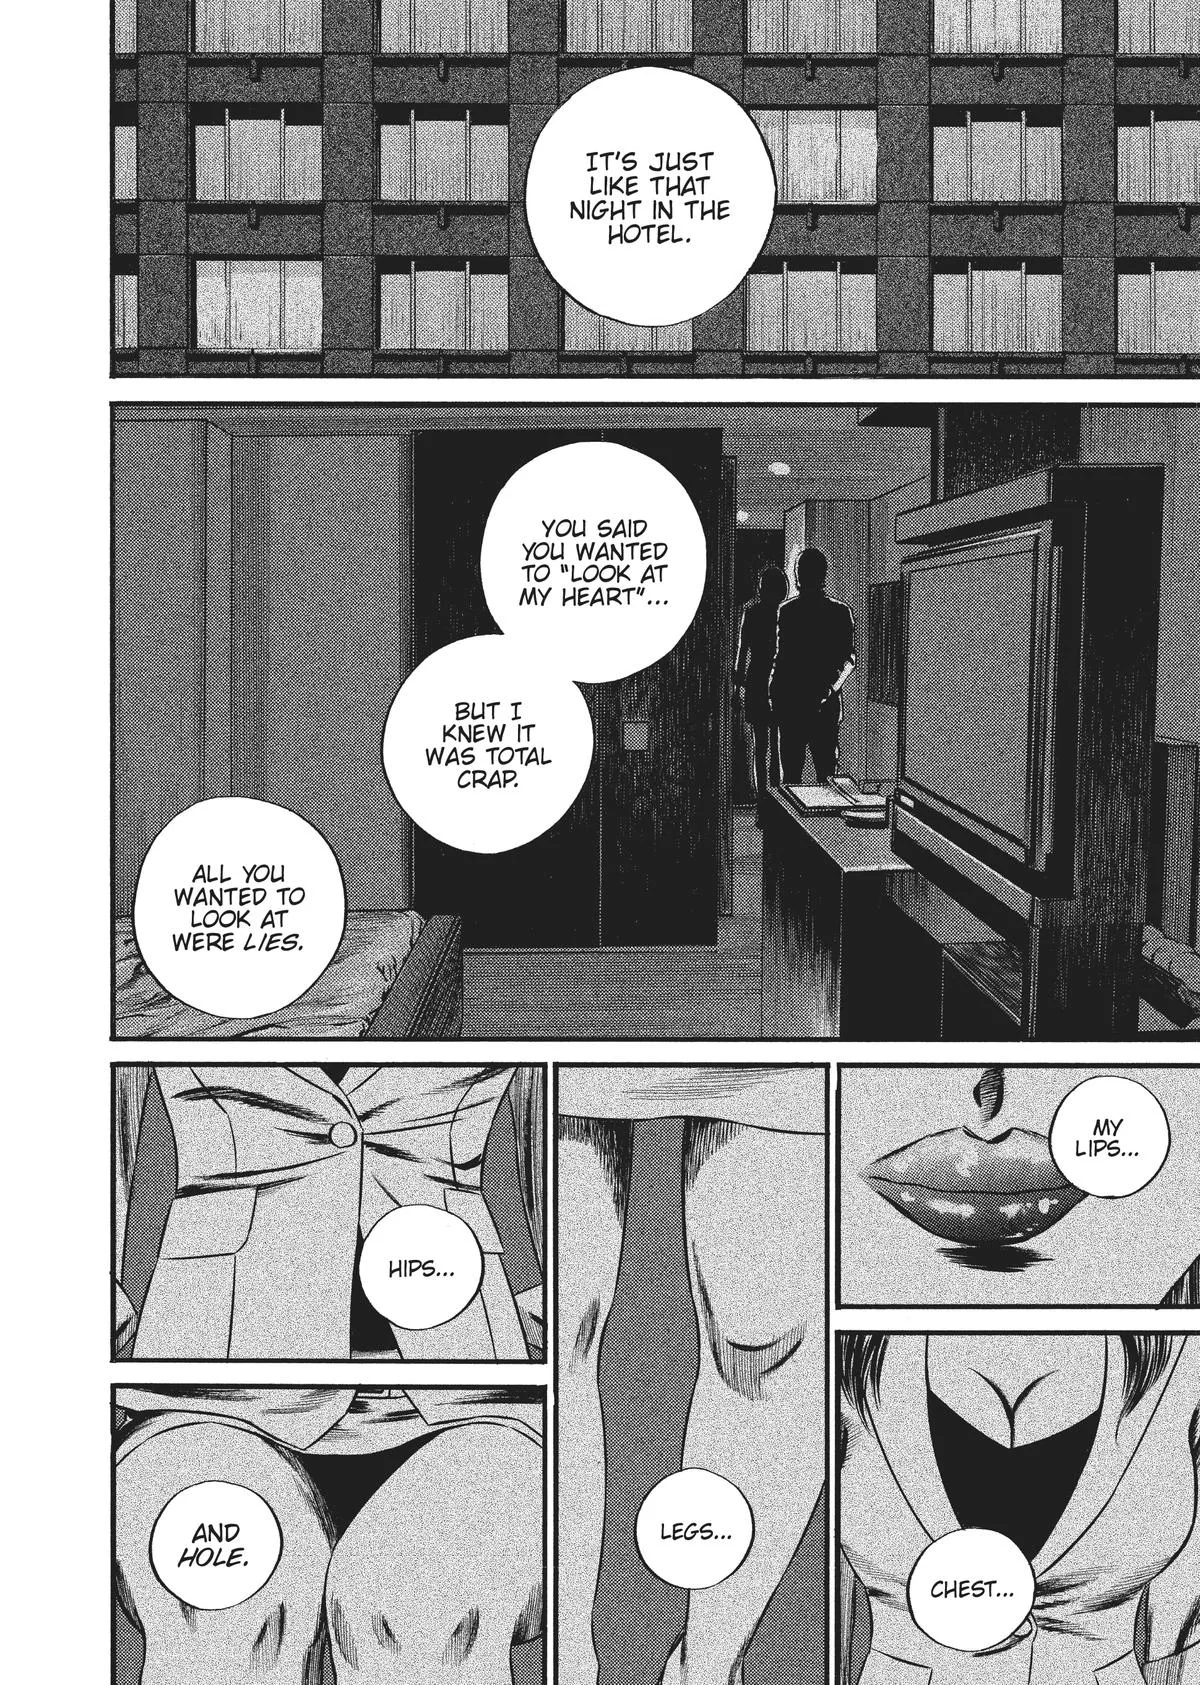 IT'S JUST
LIKE THAT
NIGHT IN THE
HOTEL.
YOU SAID
YOU WANTED
TO "LOOK AT
MY HEART"...
BUT I
KNEW IT
WAS TOTAL
CRAP.
ALL YOU
WANTED TO
LOOK AT
WERE LIES.
MY
LIPS...
CHEST...
LEGS...
HIPS...
AND
HOLE.